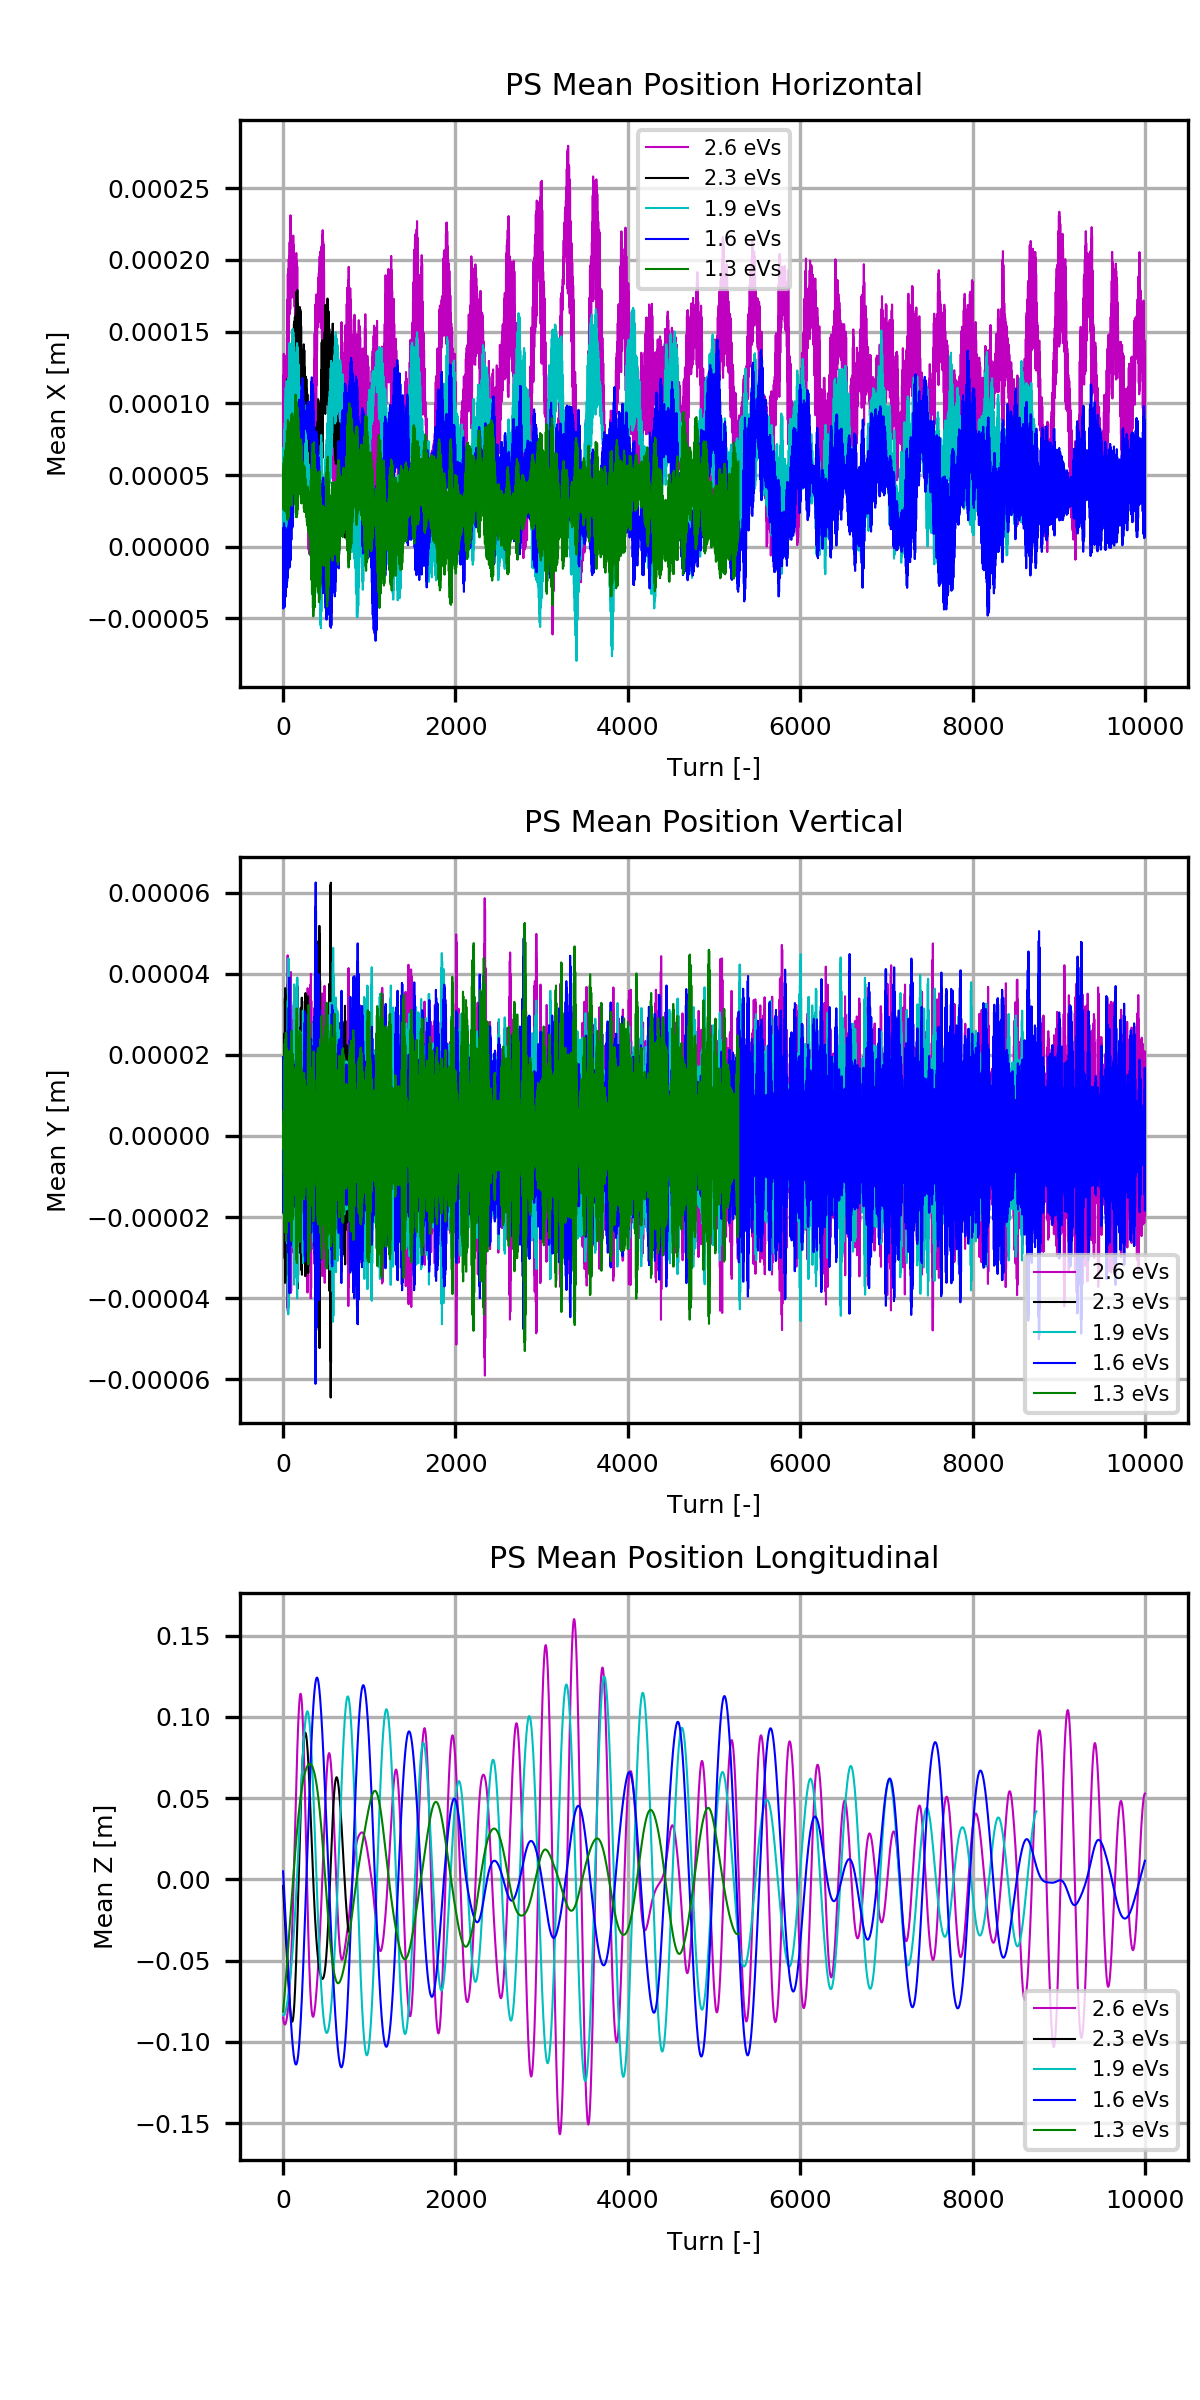 PS Mean Position Horizontal
2.6 eVs
2.3 eVs
1.9 eVs
1.6 eVs
1.3 eVs
0.00025
0.00020
0.00015
0.00010
0.00005
0.00000
−0.00005
Mean X [m]
0 2000 4000 6000 8000 10000
Turn [-]
PS Mean Position Vertical
0.00006
0.00004
0.00002
0.00000
−0.00002
−0.00004
−0.00006
Mean Y [m]
2.6 eVs
2.3 eVs
1.9 eVs
1.6 eVs
1.3 eVs
0 2000 4000 6000 8000 10000
Turn [-]
PS Mean Position Longitudinal
0.15
0.10
0.05
0.00
−0.05
−0.10
−0.15
Mean Z [m]
2.6 eVs
2.3 eVs
1.9 eVs
1.6 eVs
1.3 eVs
0 2000 4000 6000 8000 10000
Turn [-]